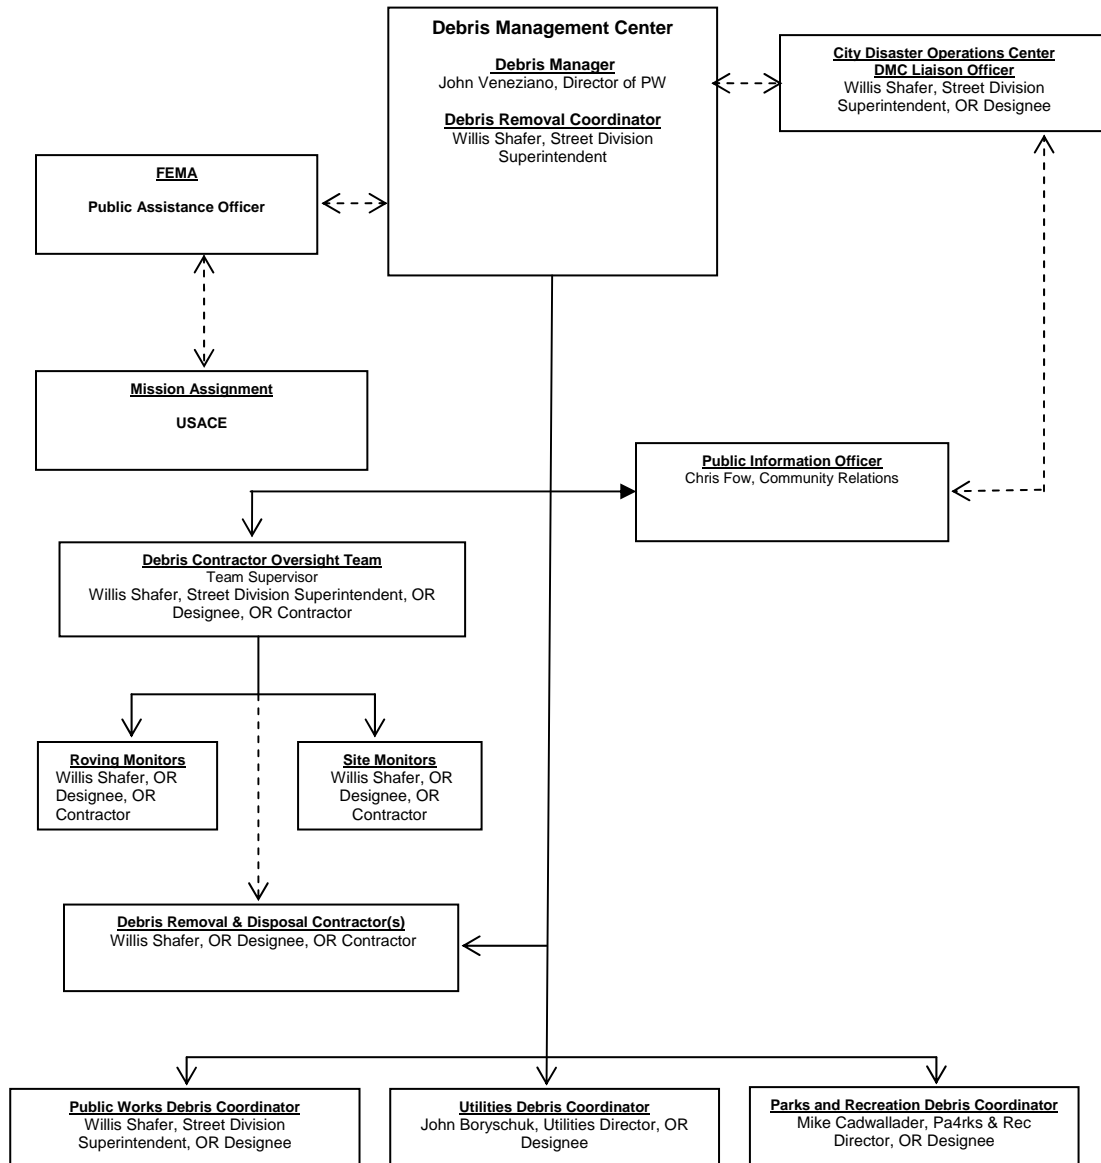 Debris Management Center
Debris Manager
John Veneziano, Director of PW
Debris Removal Coordinator
Willis Shafer, Street Division
Superintendent
City Disaster Operations Center
DMC Liaison Officer
Willis Shafer, Street Division
Superintendent, OR Designee
FEMA
Public Assistance Officer
Mission Assignment
USACE
Public Information Officer
Chris Fow, Community Relations
Debris Contractor Oversight Team
Team Supervisor
Willis Shafer, Street Division Superintendent, OR
Designee, OR Contractor
Roving Monitors
Willis Shafer, OR
Designee, OR
Contractor
Site Monitors
Willis Shafer, OR
Designee, OR
Contractor
Debris Removal & Disposal Contractor(s)
Willis Shafer, OR Designee, OR Contractor
Public Works Debris Coordinator
Willis Shafer, Street Division
Superintendent, OR Designee
Utilities Debris Coordinator
John Boryschuk, Utilities Director, OR
Designee
Parks and Recreation Debris Coordinator
Mike Cadwallader, Pa4rks & Rec
Director, OR Designee